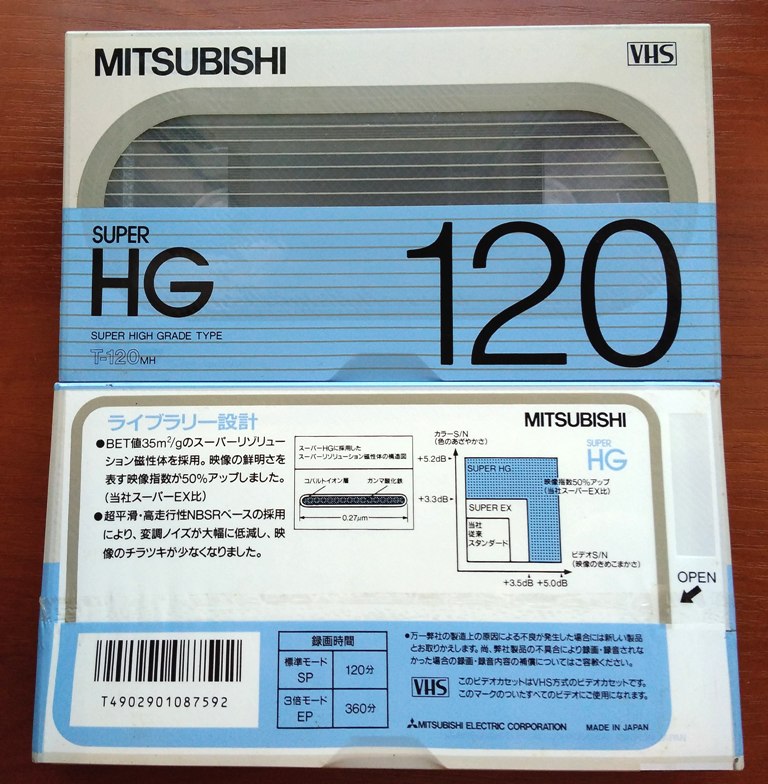 MITSUBISHI
VHS
SUPER
HG
120
SUPER HIGH GRADE TYPE
T-120MH
ライブラリー設計
●BET値35m²/gのスーパーリゾリュー
ション磁性体を採用。映像の鮮明さを
表す映像指数が50%アップしました。
(当社スーパーEX比)
●超平滑・高走行性NBSRベースの採用
により、変調ノイズが大幅に低減し、映
像のチラツキが少なくなりました。
スーパーHGに採用した
スーパーリゾリューション磁性体の構造図
コバルトイオン層
ガンマ酸化鉄
0.27μm
MITSUBISHI
SUPER
HG
カラーS/N
(色のあざやかさ)
+5.2dB
+3.3dB
SUPER HG
映像指数50%アップ
(当社スーパーEX比)
SUPER EX
当社
従来
スタンダード
ビデオS/N
(映像のきめこまかさ)
+3.5dB +5.0dB
OPEN
T4902901087592
録画時間
標準モード
SP
120分
3倍モード
EP
360分
●万一弊社の製造上の原因による不良が発生した場合には新しい製品
とお取りかえします。尚、弊社製品の不具合により録画・録音されな
かった場合の録画・録音内容の補償についてはご容赦ください。
VHS
このビデオカセットはVHS方式のビデオカセットです。
このマークのついたすべてのビデオにご使用になれます。
MITSUBISHI ELECTRIC CORPORATION
MADE IN JAPAN